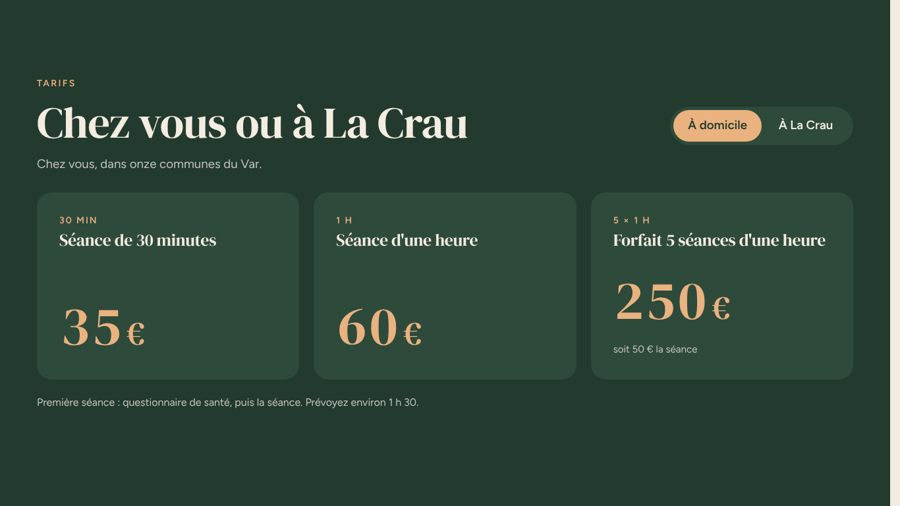 TARIFS
Chez vous ou à La Crau
À domicile
À La Crau
Chez vous, dans onze communes du Var.
30 MIN
Séance de 30 minutes
35 €
1 H
Séance d'une heure
60 €
5 × 1 H
Forfait 5 séances d'une heure
250 €
soit 50 € la séance
Première séance : questionnaire de santé, puis la séance. Prévoyez environ 1 h 30.